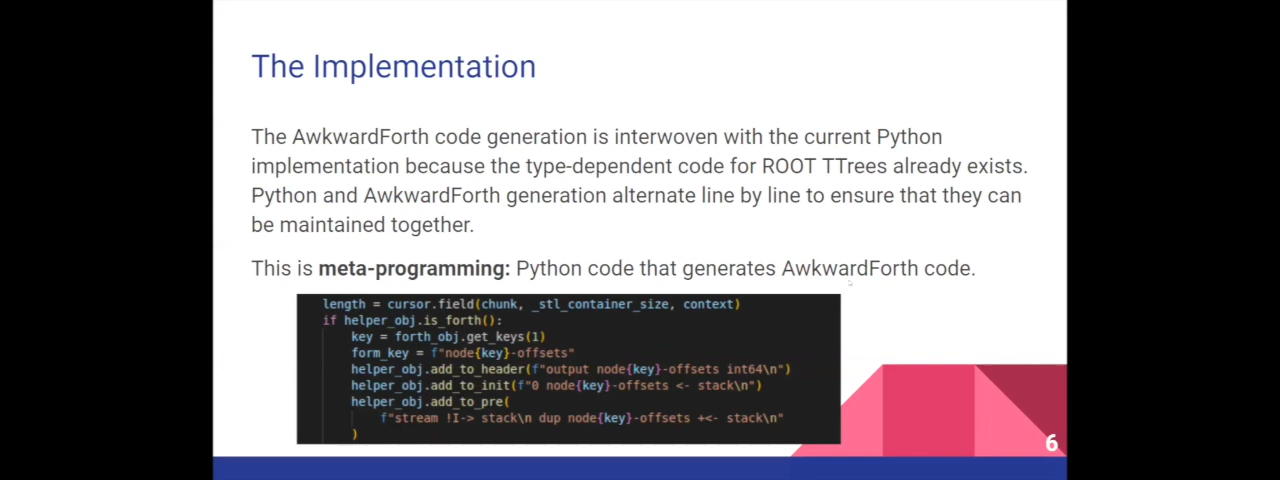 The Implementation
The AwkwardForth code generation is interwoven with the current Python
implementation because the type-dependent code for ROOT TTrees already exists.
Python and AwkwardForth generation alternate line by line to ensure that they can
be maintained together.
This is meta-programming: Python code that generates AwkwardForth code.
length = cursor.field(chunk, _stl_container_size, context)
if helper_obj.is_forth():
    key = forth_obj.get_keys(1)
    form_key = f"node{key}-offsets"
    helper_obj.add_to_header(f"output node{key}-offsets int64\n")
    helper_obj.add_to_init(f"0 node{key}-offsets <- stack\n")
    helper_obj.add_to_pre(
        f"stream !I-> stack\n dup node{key}-offsets +<- stack\n"
    )
6